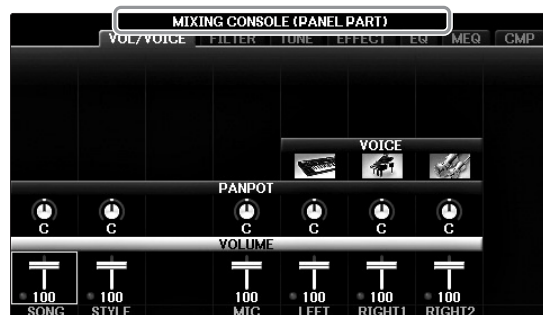 MIXING CONSOLE (PANEL PART)
VOL/VOICE FILTER TUNE EFFECT EQ MEQ CMP
VOICE
PANPOT
C C C C C C
VOLUME
100 100 100 100 100 100
SONG STYLE MIC LEFT RIGHT1 RIGHT2